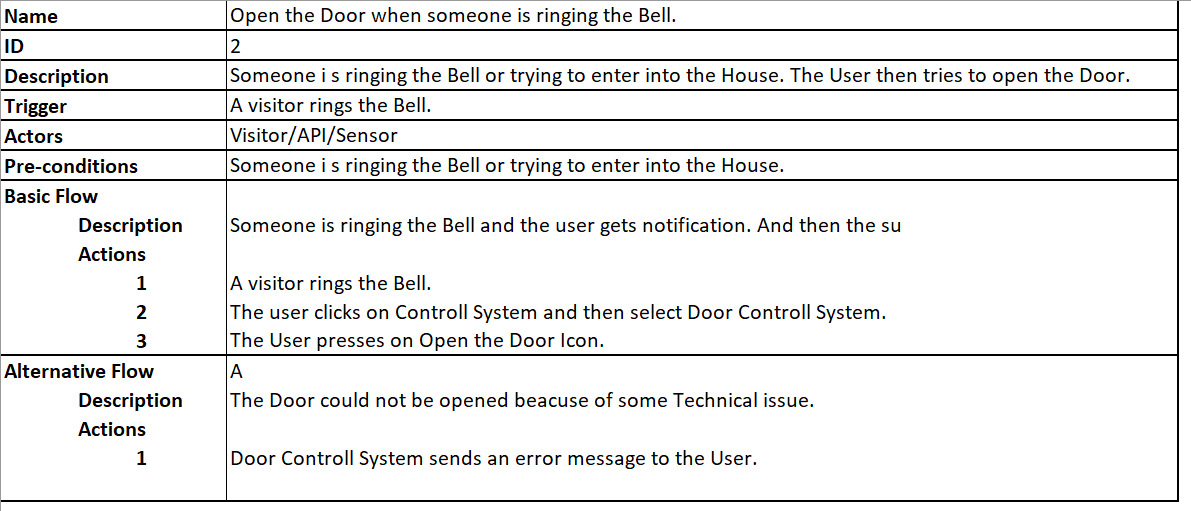 Name Open the Door when someone is ringing the Bell.
ID 2
Description Someone i s ringing the Bell or trying to enter into the House. The User then tries to open the Door.
Trigger A visitor rings the Bell.
Actors Visitor/API/Sensor
Pre-conditions Someone i s ringing the Bell or trying to enter into the House.
Basic Flow
Description Someone is ringing the Bell and the user gets notification. And then the su
Actions
1 A visitor rings the Bell.
2 The user clicks on Controll System and then select Door Controll System.
3 The User presses on Open the Door Icon.
Alternative Flow A
Description The Door could not be opened beacuse of some Technical issue.
Actions
1 Door Controll System sends an error message to the User.